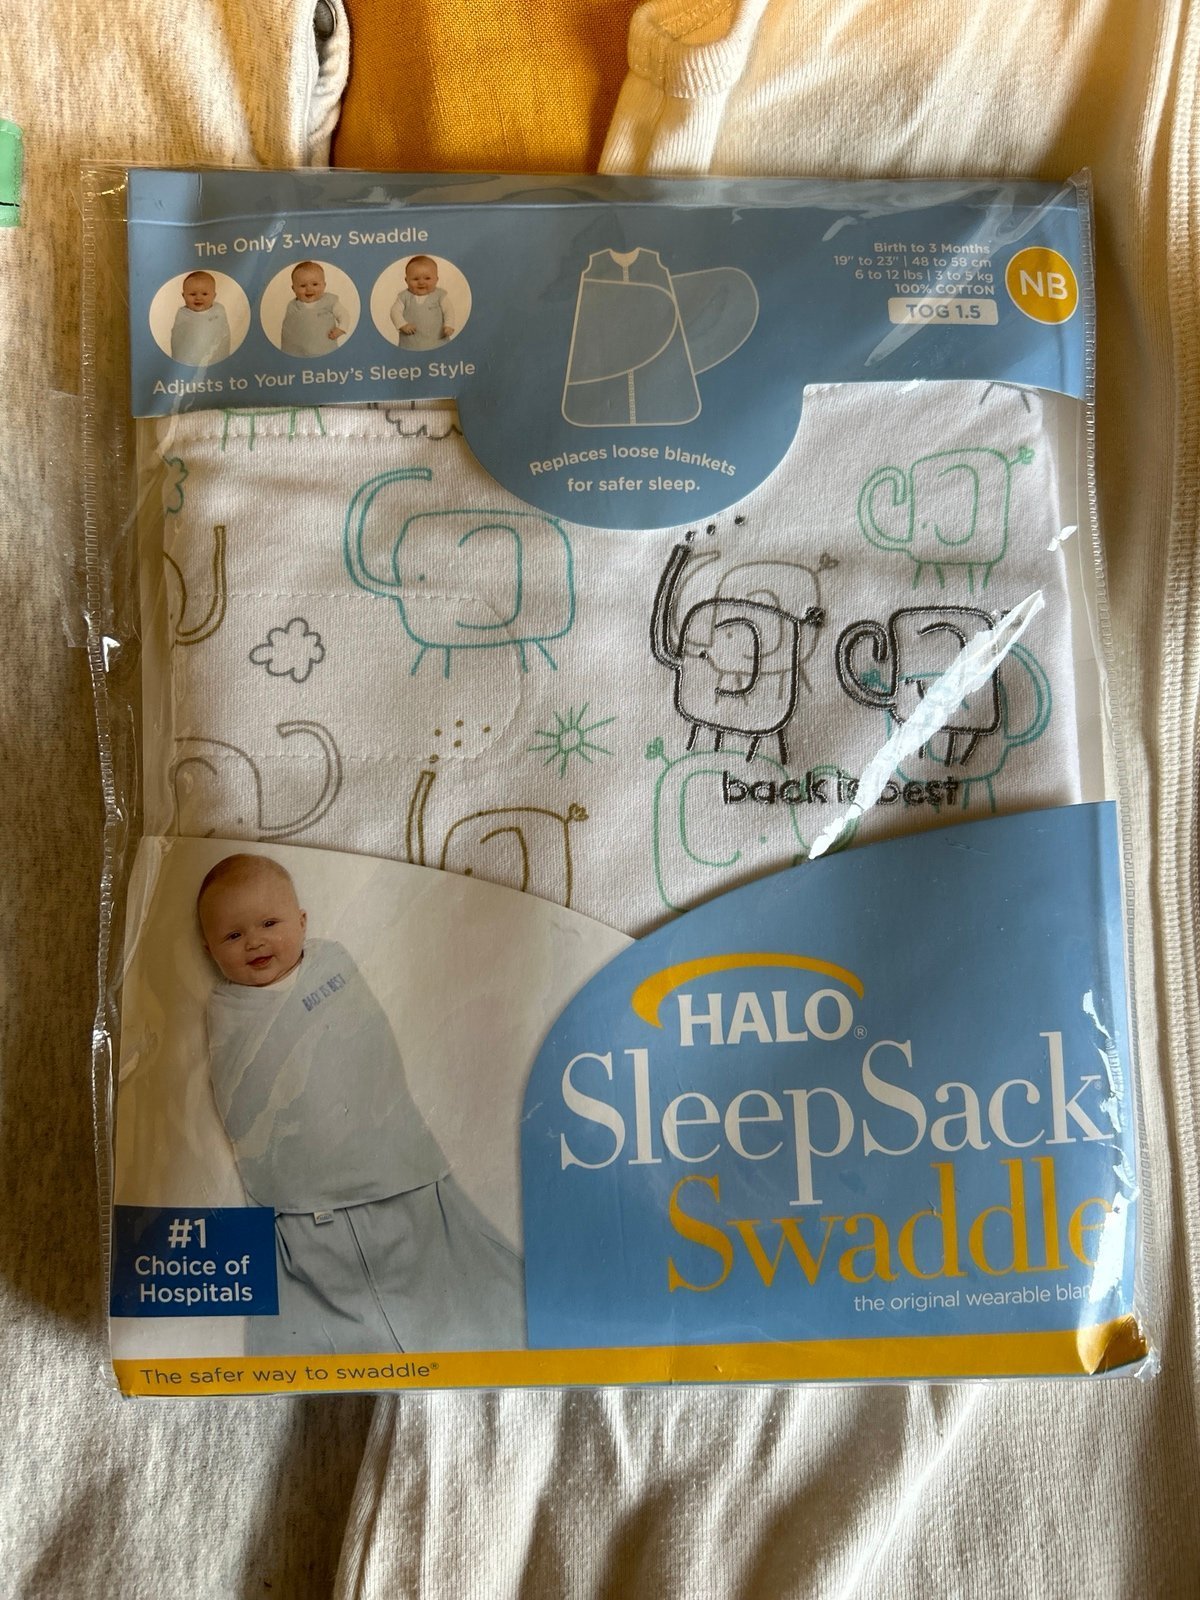 The Only 3-Way Swaddle
Adjusts to Your Baby's Sleep Style
Replaces loose blankets
for safer sleep.
Birth to 3 Months
19" to 23" | 48 to 58 cm
6 to 12 lbs | 3 to 5 kg
100% COTTON
TOG 1.5
NB
back is best
BACK IS BEST
HALO®
SleepSack®
Swaddle
the original wearable
#1
Choice of
Hospitals
The safer way to swaddle®